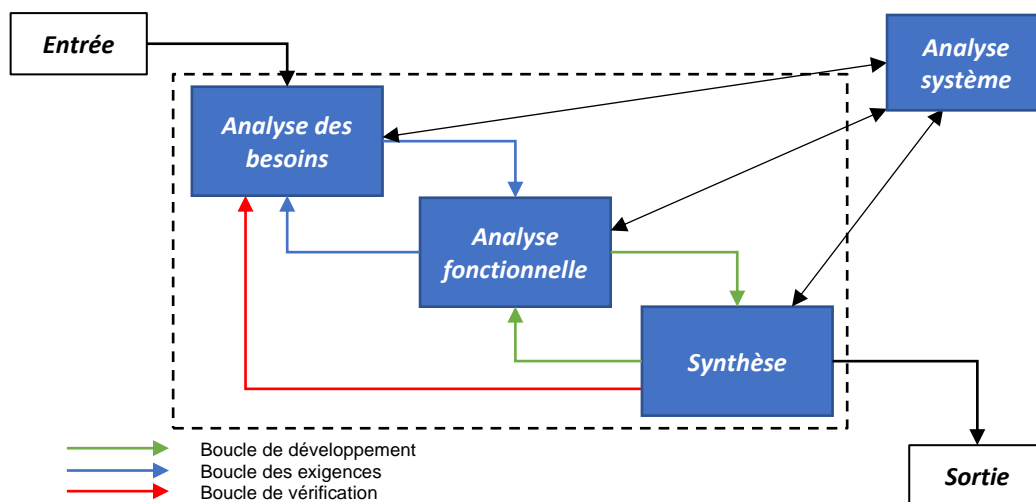 Entrée
Analyse
système
Analyse des
besoins
Analyse
fonctionnelle
Synthèse
Boucle de développement
Boucle des exigences
Boucle de vérification
Sortie